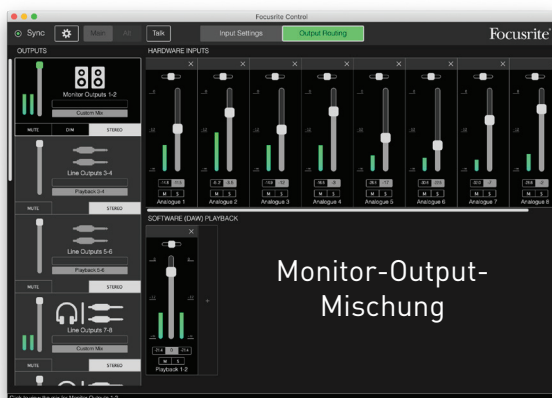 Focusrite Control
Sync
Main
Alt
Talk
Input Settings
Output Routing
Focusrite
OUTPUTS
HARDWARE INPUTS
Monitor Outputs 1-2
Custom Mix
MUTE DIM STEREO
Analogue 1 Analogue 2 Analogue 3 Analogue 4 Analogue 5 Analogue 6 Analogue 7 Analogue 8
M S M S M S M S M S M S M S M S
Line Outputs 3-4
Playback 3-4
MUTE STEREO
SOFTWARE (DAW) PLAYBACK
Line Outputs 5-6
Playback 5-6
MUTE STEREO
Line Outputs 7-8
Custom Mix
MUTE STEREO
M S
Playback 1-2
Monitor-Output-
Mischung